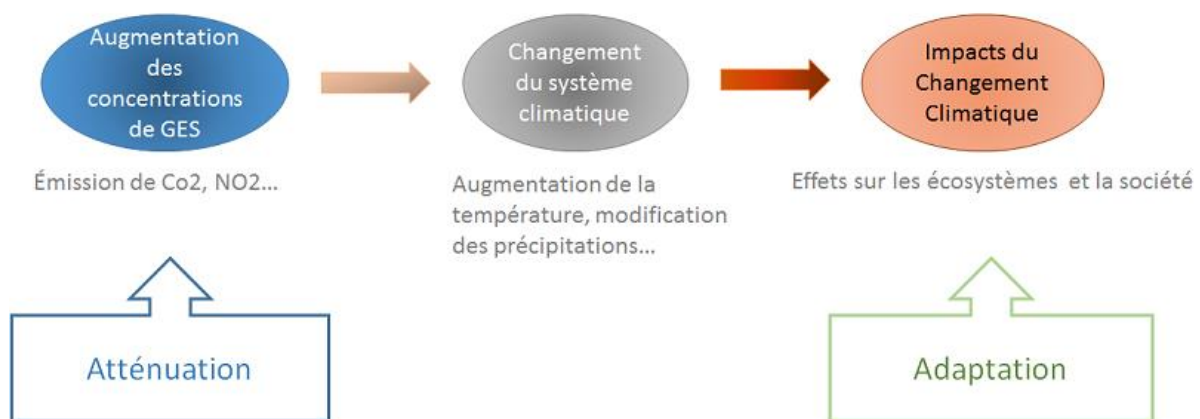 Augmentation
des
concentrations
de GES
Émission de Co2, NO2...
Changement
du système
climatique
Augmentation de la
température, modification
des précipitations...
Impacts du
Changement
Climatique
Effets sur les écosystèmes et la société
Atténuation
Adaptation